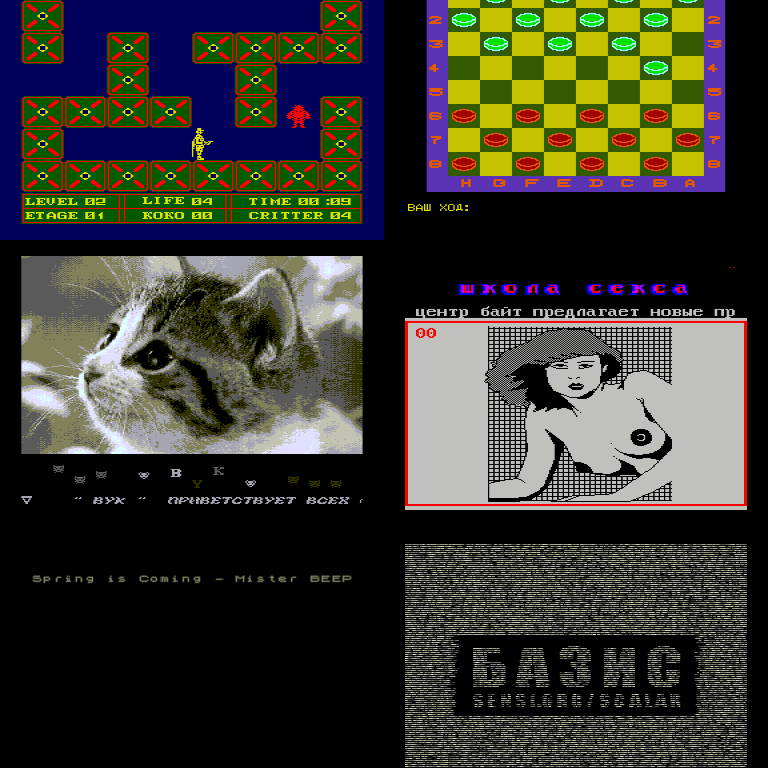 LEVEL 02 LIFE 04 TIME 00 :09
ETAGE 01 KOKO 00 CRITTER 04
2 2
3 3
4 4
5 5
6 6
7 7
8 8
H G F E D C B A
ВАШ ХОД:
школа секса
центр байт предлагает новые пр
00
В К
У
" ВУК " ПРИВЕТСТВУЕТ ВСЕХ
Spring is Coming - Mister BEEP
БАЗИС
SENSI.ORG/SCALAR